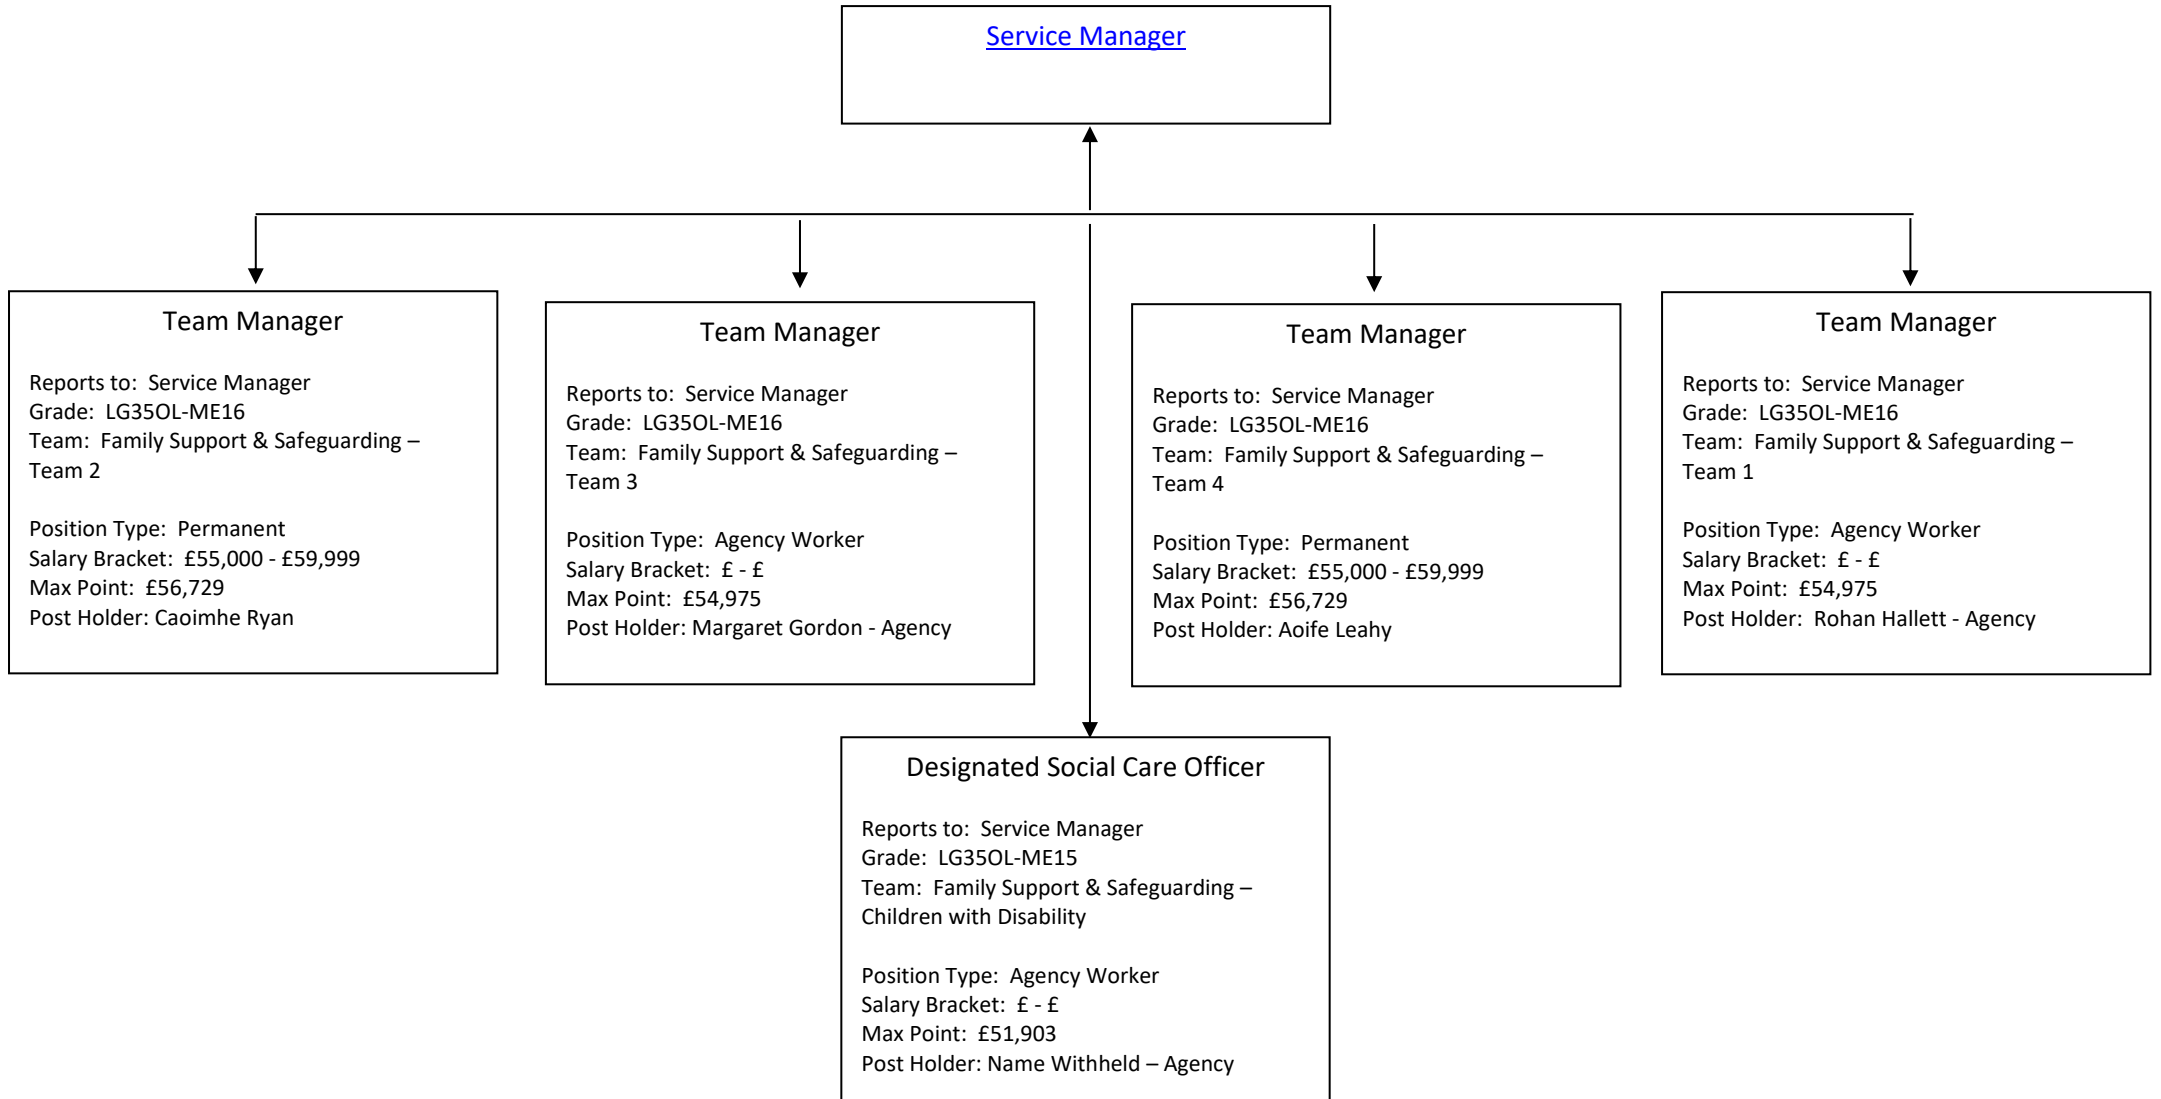 Service Manager
Team Manager
Reports to: Service Manager
Grade: LG35OL-ME16
Team: Family Support & Safeguarding –
Team 2
Position Type: Permanent
Salary Bracket: £55,000 - £59,999
Max Point: £56,729
Post Holder: Caoimhe Ryan
Team Manager
Reports to: Service Manager
Grade: LG35OL-ME16
Team: Family Support & Safeguarding –
Team 3
Position Type: Agency Worker
Salary Bracket: £ - £
Max Point: £54,975
Post Holder: Margaret Gordon - Agency
Team Manager
Reports to: Service Manager
Grade: LG35OL-ME16
Team: Family Support & Safeguarding –
Team 4
Position Type: Permanent
Salary Bracket: £55,000 - £59,999
Max Point: £56,729
Post Holder: Aoife Leahy
Team Manager
Reports to: Service Manager
Grade: LG35OL-ME16
Team: Family Support & Safeguarding –
Team 1
Position Type: Agency Worker
Salary Bracket: £ - £
Max Point: £54,975
Post Holder: Rohan Hallett - Agency
Designated Social Care Officer
Reports to: Service Manager
Grade: LG35OL-ME15
Team: Family Support & Safeguarding –
Children with Disability
Position Type: Agency Worker
Salary Bracket: £ - £
Max Point: £51,903
Post Holder: Name Withheld – Agency